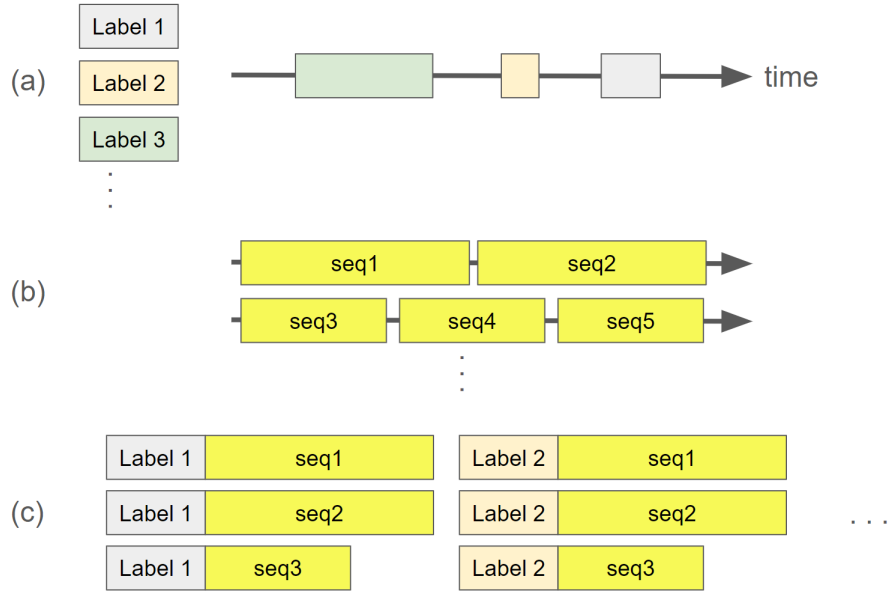 Label 1
(a)
Label 2
time
Label 3
seq1 seq2
(b)
seq3 seq4 seq5
Label 1 seq1 Label 2 seq1
(c)
Label 1 seq2 Label 2 seq2
. . .
Label 1 seq3 Label 2 seq3